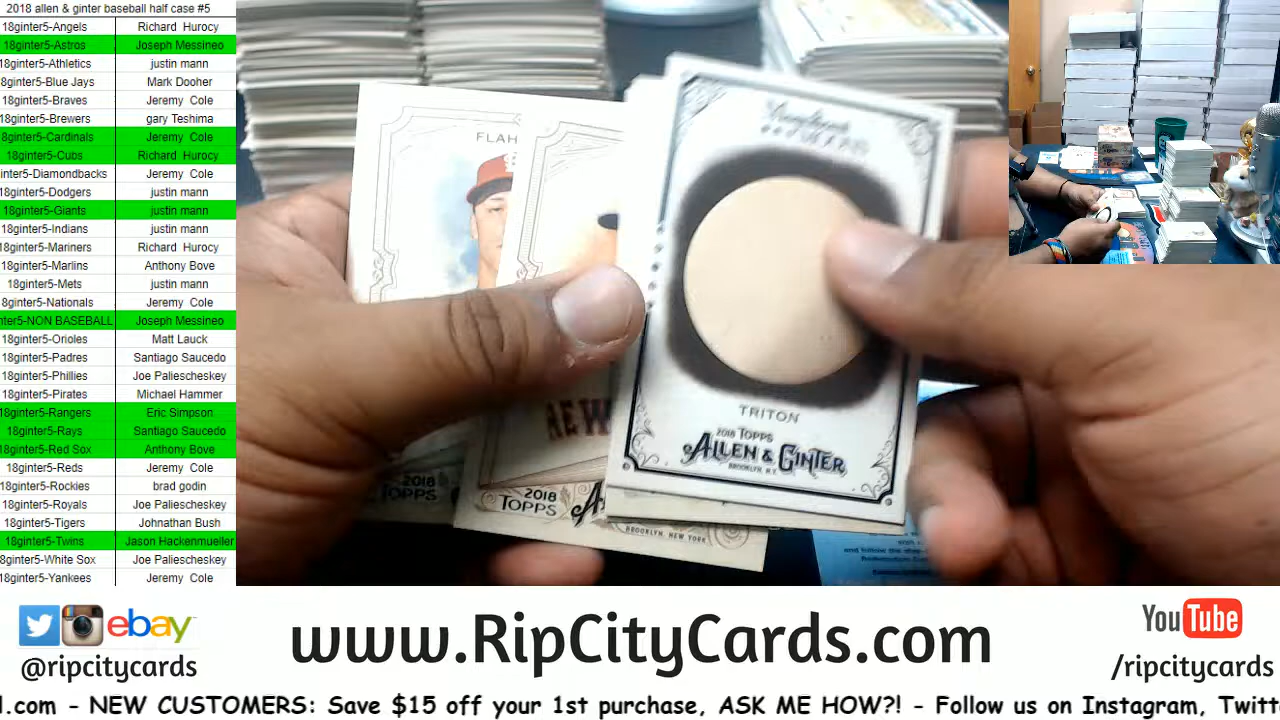 2018 allen & ginter baseball half case #5
18ginter5-Angels Richard Hurocy
18ginter5-Astros Joseph Messineo
18ginter5-Athletics justin mann
8ginter5-Blue Jays Mark Dooher
18ginter5-Braves Jeremy Cole
18ginter5-Brewers gary Teshima
8ginter5-Cardinals Jeremy Cole
18ginter5-Cubs Richard Hurocy
inter5-Diamondbacks Jeremy Cole
18ginter5-Dodgers justin mann
18ginter5-Giants justin mann
18ginter5-Indians justin mann
18ginter5-Mariners Richard Hurocy
18ginter5-Marlins Anthony Bove
18ginter5-Mets justin mann
8ginter5-Nationals Jeremy Cole
nter5-NON BASEBALL Joseph Messineo
18ginter5-Orioles Matt Lauck
18ginter5-Padres Santiago Saucedo
18ginter5-Phillies Joe Paliescheskey
18ginter5-Pirates Michael Hammer
18ginter5-Rangers Eric Simpson
18ginter5-Rays Santiago Saucedo
18ginter5-Red Sox Anthony Bove
18ginter5-Reds Jeremy Cole
18ginter5-Rockies brad godin
18ginter5-Royals Joe Paliescheskey
18ginter5-Tigers Johnathan Bush
18ginter5-Twins Jason Hackenmueller
8ginter5-White Sox Joe Paliescheskey
18ginter5-Yankees Jeremy Cole
FLAH
2018
TOPPS
AE W
2018
TOPPS
BROOKLYN, NEW YORK
TRITON
2018 TOPPS
ALLEN & GINTER
BROOKLYN, N.Y.
ebay
@ripcitycards
www.RipCityCards.com
YouTube
/ripcitycards
l.com - NEW CUSTOMERS: Save $15 off your 1st purchase, ASK ME HOW?! - Follow us on Instagram, Twitt